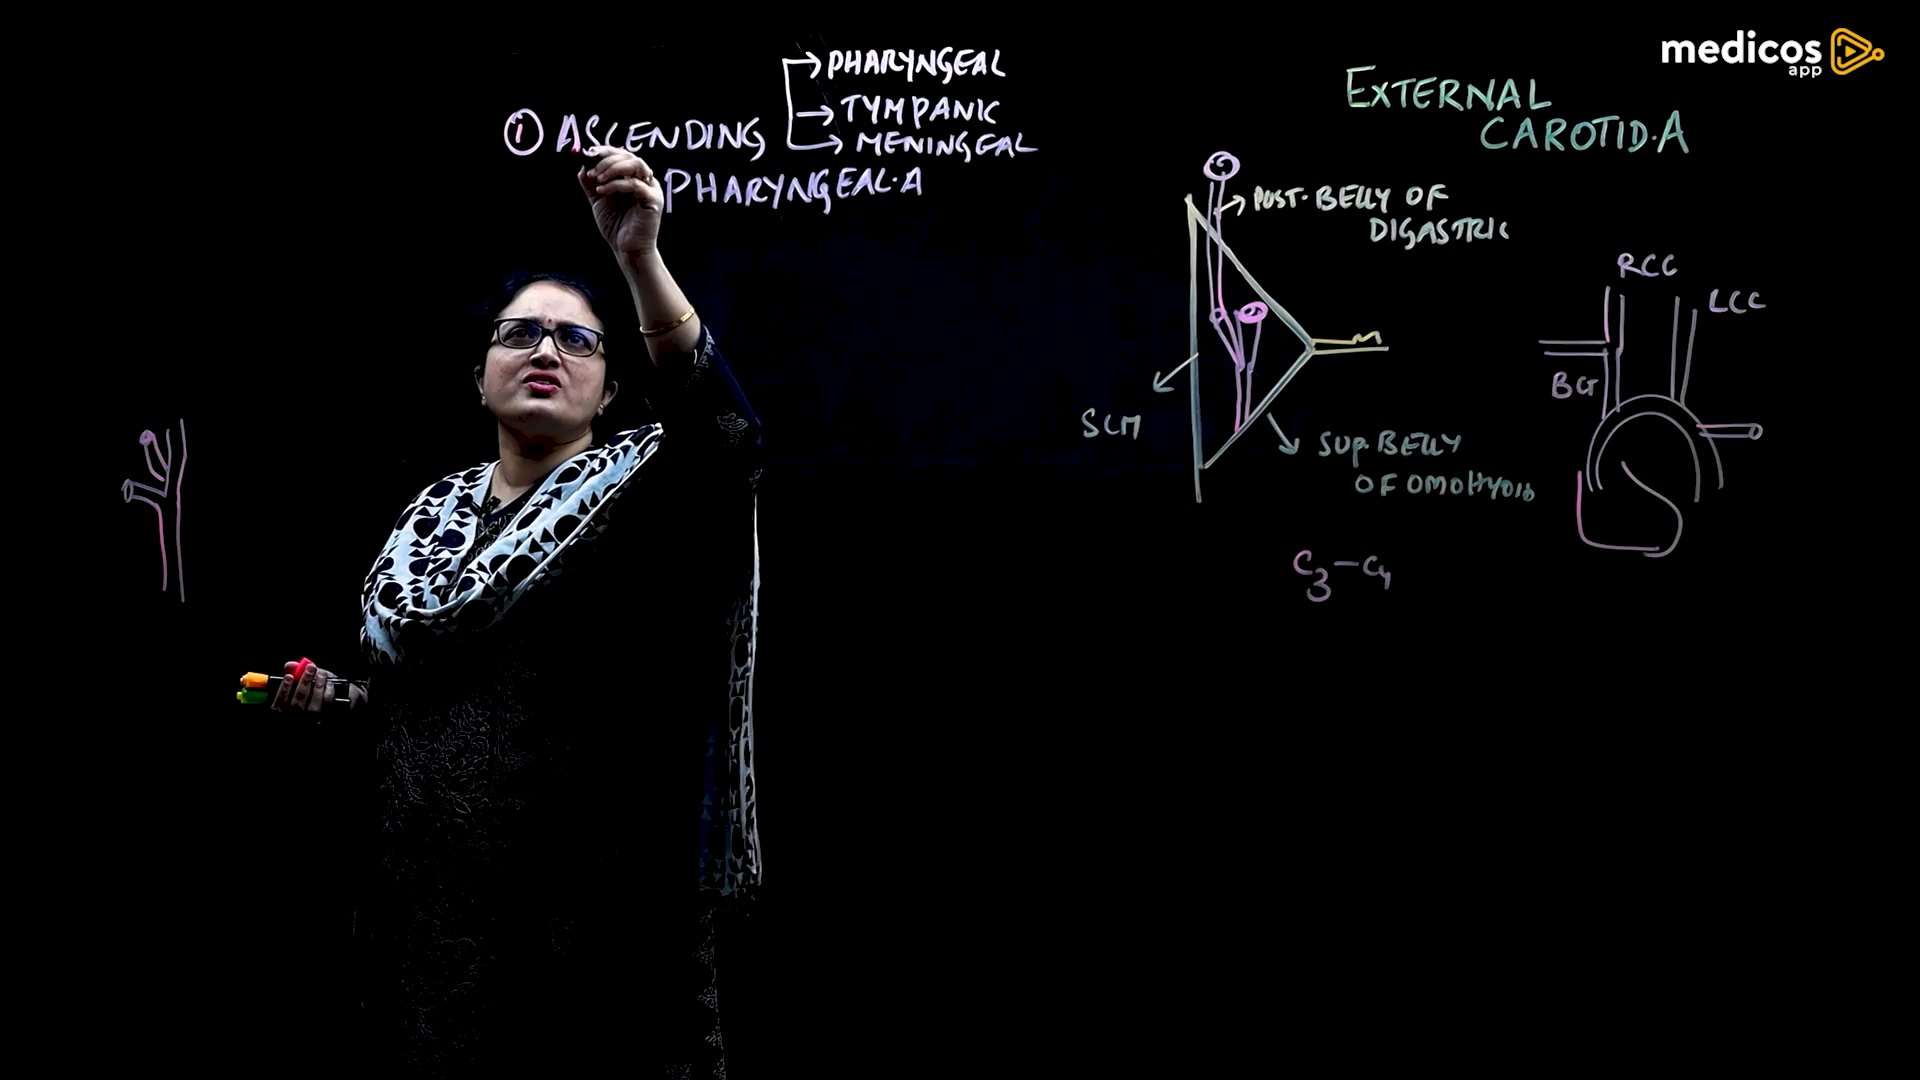 medicos
app
PHARYNGEAL
TYMPANIC
MENINGEAL
① ASCENDING
PHARYNGEAL.A
EXTERNAL
CAROTID.A
POST. BELLY OF
DIGASTRIC
RCC
LCC
BCT
SCM
SUP. BELLY
OF OMOHYOID
C3-C4